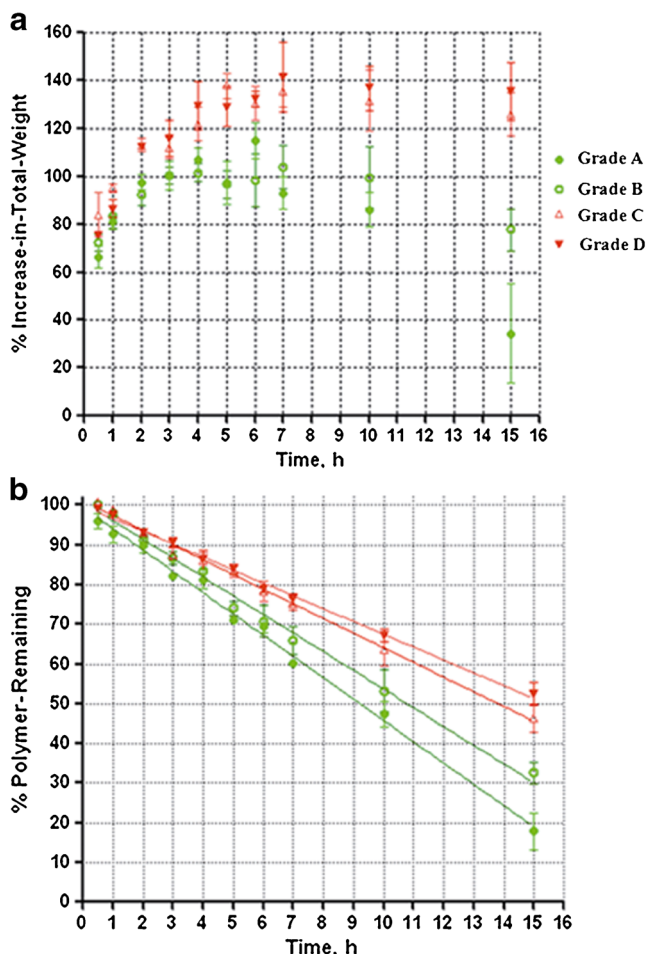 a
160
140
120
100
80
60
40
20
0
% Increase-in-Total-Weight
0 1 2 3 4 5 6 7 8 9 10 11 12 13 14 15 16
Time, h
Grade A
Grade B
Grade C
Grade D
b
100
90
80
70
60
50
40
30
20
10
0
% Polymer-Remaining
0 1 2 3 4 5 6 7 8 9 10 11 12 13 14 15 16
Time, h